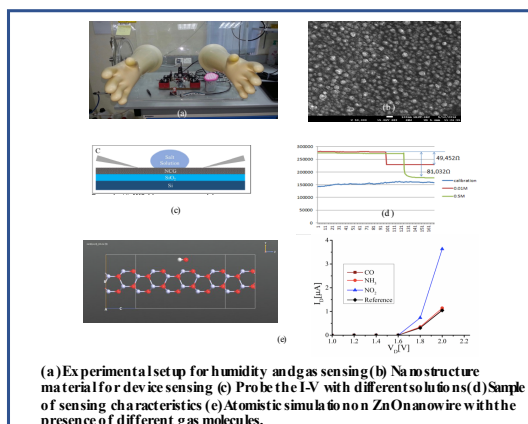 (a)
(b)
C
Salt
Solution
NCG
SiO₂
Si
(c)
300000
250000
200000
150000
100000
50000
0
49,452Ω
81,032Ω
calibration
0.01M
0.5M
(d)
(e)
I_D[μA]
4
3
2
1
0
CO
NH₃
NO₂
Reference
1.0 1.2 1.4 1.6 1.8 2.0
V_D[V]
(a) Experimental setup for humidity and gas sensing (b) Nanostructure
material for device sensing (c) Probe the I-V with different solutions (d) Sample
of sensing characteristics (e) Atomistic simulation on ZnO nanowire with the
presence of different gas molecules.